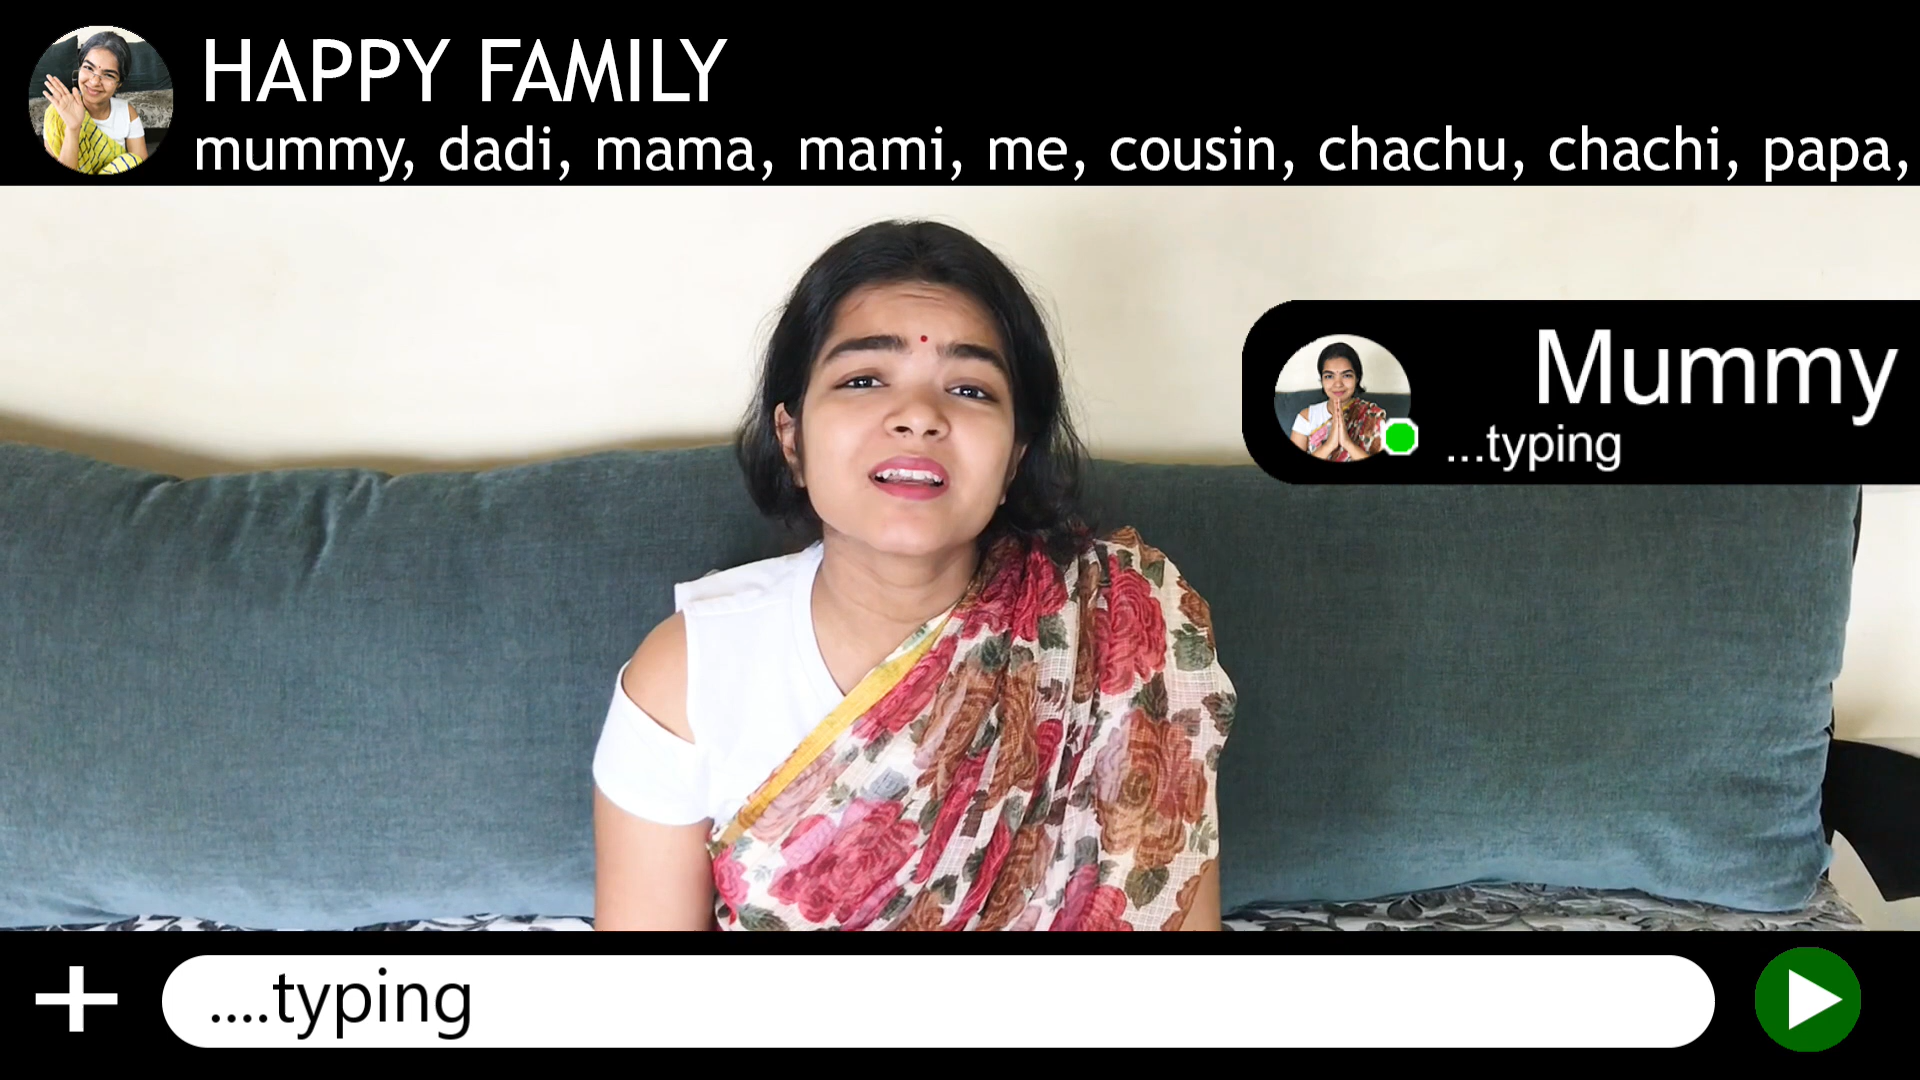 HAPPY FAMILY
mummy, dadi, mama, mami, me, cousin, chachu, chachi, papa,
Mummy
...typing
....typing